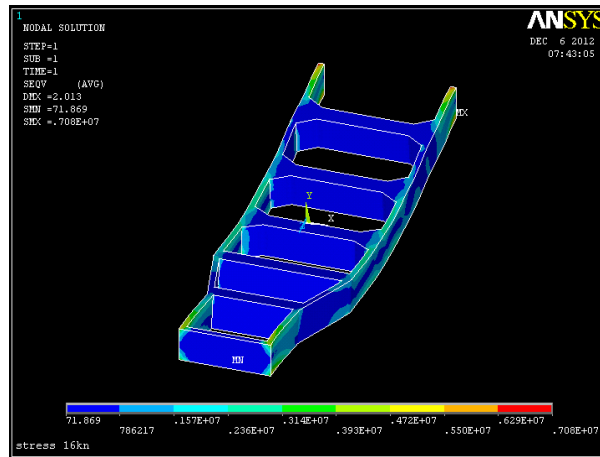 1
NODAL SOLUTION
STEP=1
SUB =1
TIME=1
SEQV (AVG)
DMX=2.013
SMN =71.869
SMX =.708E+07
ANSYS
DEC 6 2012
07:43:05
MX
Y
X
MN
71.869 .157E+07 .314E+07 .472E+07 .629E+07
786217 .236E+07 .393E+07 .550E+07 .708E+07
stress 16kn